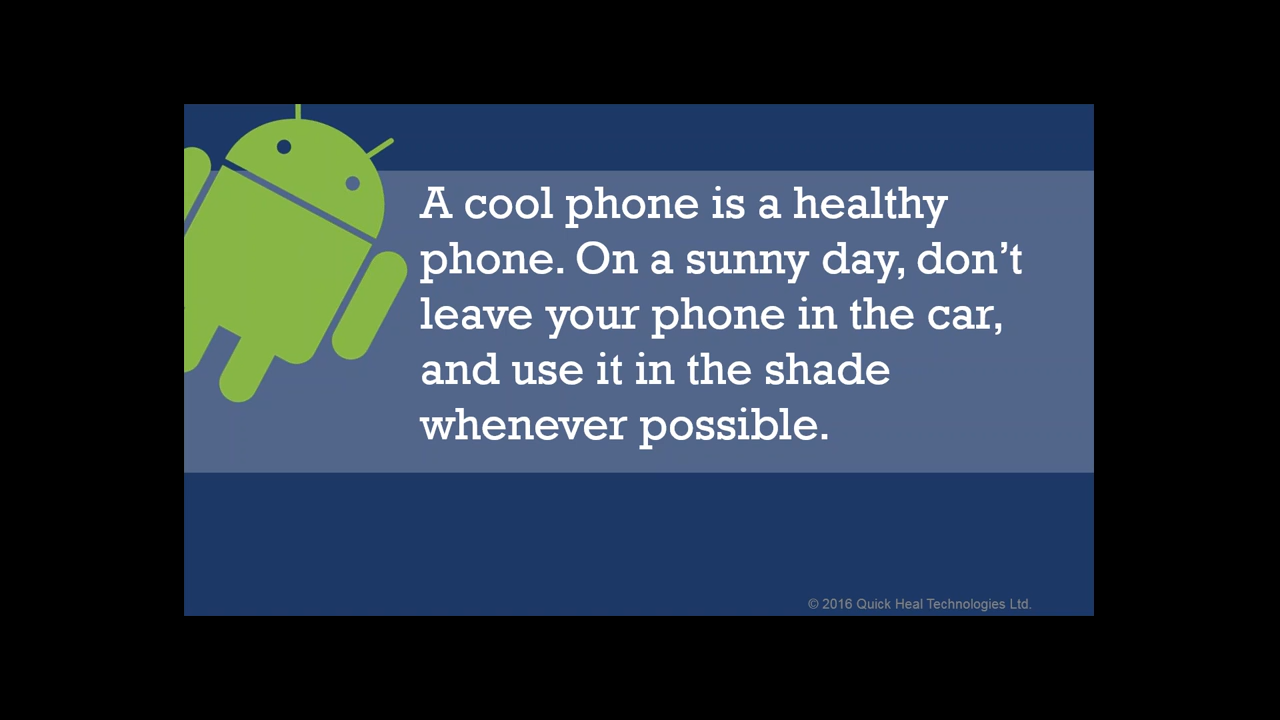 A cool phone is a healthy
phone. On a sunny day, don’t
leave your phone in the car,
and use it in the shade
whenever possible.
© 2016 Quick Heal Technologies Ltd.